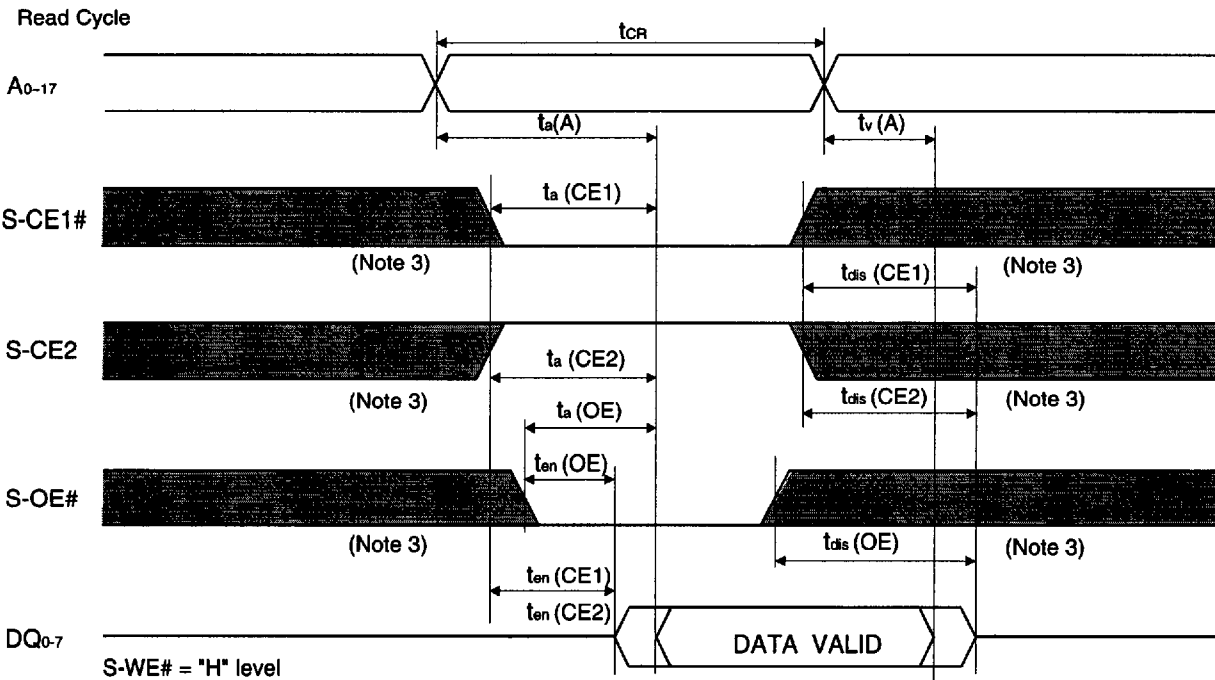 Read Cycle
tCR
A0~17
ta(A)
tv (A)
S-CE1#
ta (CE1)
(Note 3)
(Note 3)
tdis (CE1)
S-CE2
ta (CE2)
(Note 3)
tdis (CE2)
(Note 3)
ta (OE)
ten (OE)
S-OE#
(Note 3)
tdis (OE)
(Note 3)
ten (CE1)
ten (CE2)
DQ0-7
DATA VALID
S-WE# = "H" level